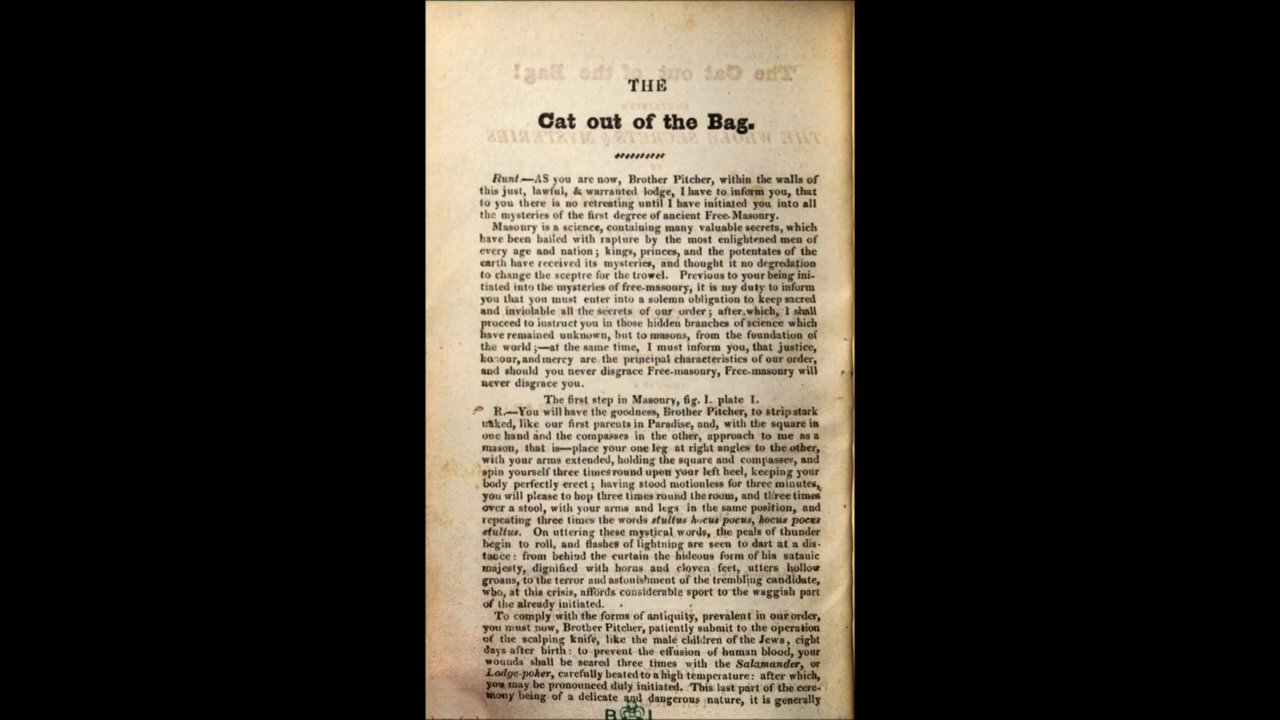 THE
Cat out of the Bag.
Runt.—AS you are now, Brother Pitcher, within the walls of
this just, lawful, & warranted lodge, I have to inform you, that
to you there is no retreating until I have initiated you into all
the mysteries of the first degree of ancient Free-Masonry.
Masonry is a science, containing many valuable secrets, which
have been hailed with rapture by the most enlightened men of
every age and nation; kings, princes, and the potentates of the
earth have received its mysteries, and thought it no degredation
to change the sceptre for the trowel. Previous to your being ini-
tiated into the mysteries of free-masonry, it is my duty to inform
you that you must enter into a solemn obligation to keep sacred
and inviolable all the secrets of our order; after which, I shall
proceed to instruct you in those hidden branches of science which
have remained unknown, but to masons, from the foundation of
the world;—at the same time, I must inform you, that justice,
honour, and mercy are the principal characteristics of our order,
and should you never disgrace Free-masonry, Free-masonry will
never disgrace you.
The first step in Masonry, fig. I. plate 1.
R.—You will have the goodness, Brother Pitcher, to strip stark
naked, like our first parents in Paradise, and, with the square in
one hand and the compasses in the other, approach to me as a
mason, that is—place your one leg at right angles to the other,
with your arms extended, holding the square and compasses, and
spin yourself three times round upon your left heel, keeping your
body perfectly erect; having stood motionless for three minutes,
you will please to hop three times round the room, and three times
over a stool, with your arms and legs in the same position, and
repeating three times the words stultus hocus pocus, hocus pocus
stultus. On uttering these mystical words, the peals of thunder
begin to roll, and flashes of lightning are seen to dart at a dis-
tance: from behind the curtain the hideous form of his satanic
majesty, dignified with horns and cloven feet, utters hollow
groans, to the terror and astonishment of the trembling candidate,
who, at this crisis, affords considerable sport to the waggish part
of the already initiated.
To comply with the forms of antiquity, prevalent in our order,
you must now, Brother Pitcher, patiently submit to the operation
of the scalping knife, like the male children of the Jews, eight
days after birth: to prevent the effusion of human blood, your
wounds shall be seared three times with the Salamander, or
Lodge-poker, carefully heated to a high temperature: after which,
you may be pronounced duly initiated. This last part of the cere-
mony being of a delicate and dangerous nature, it is generally